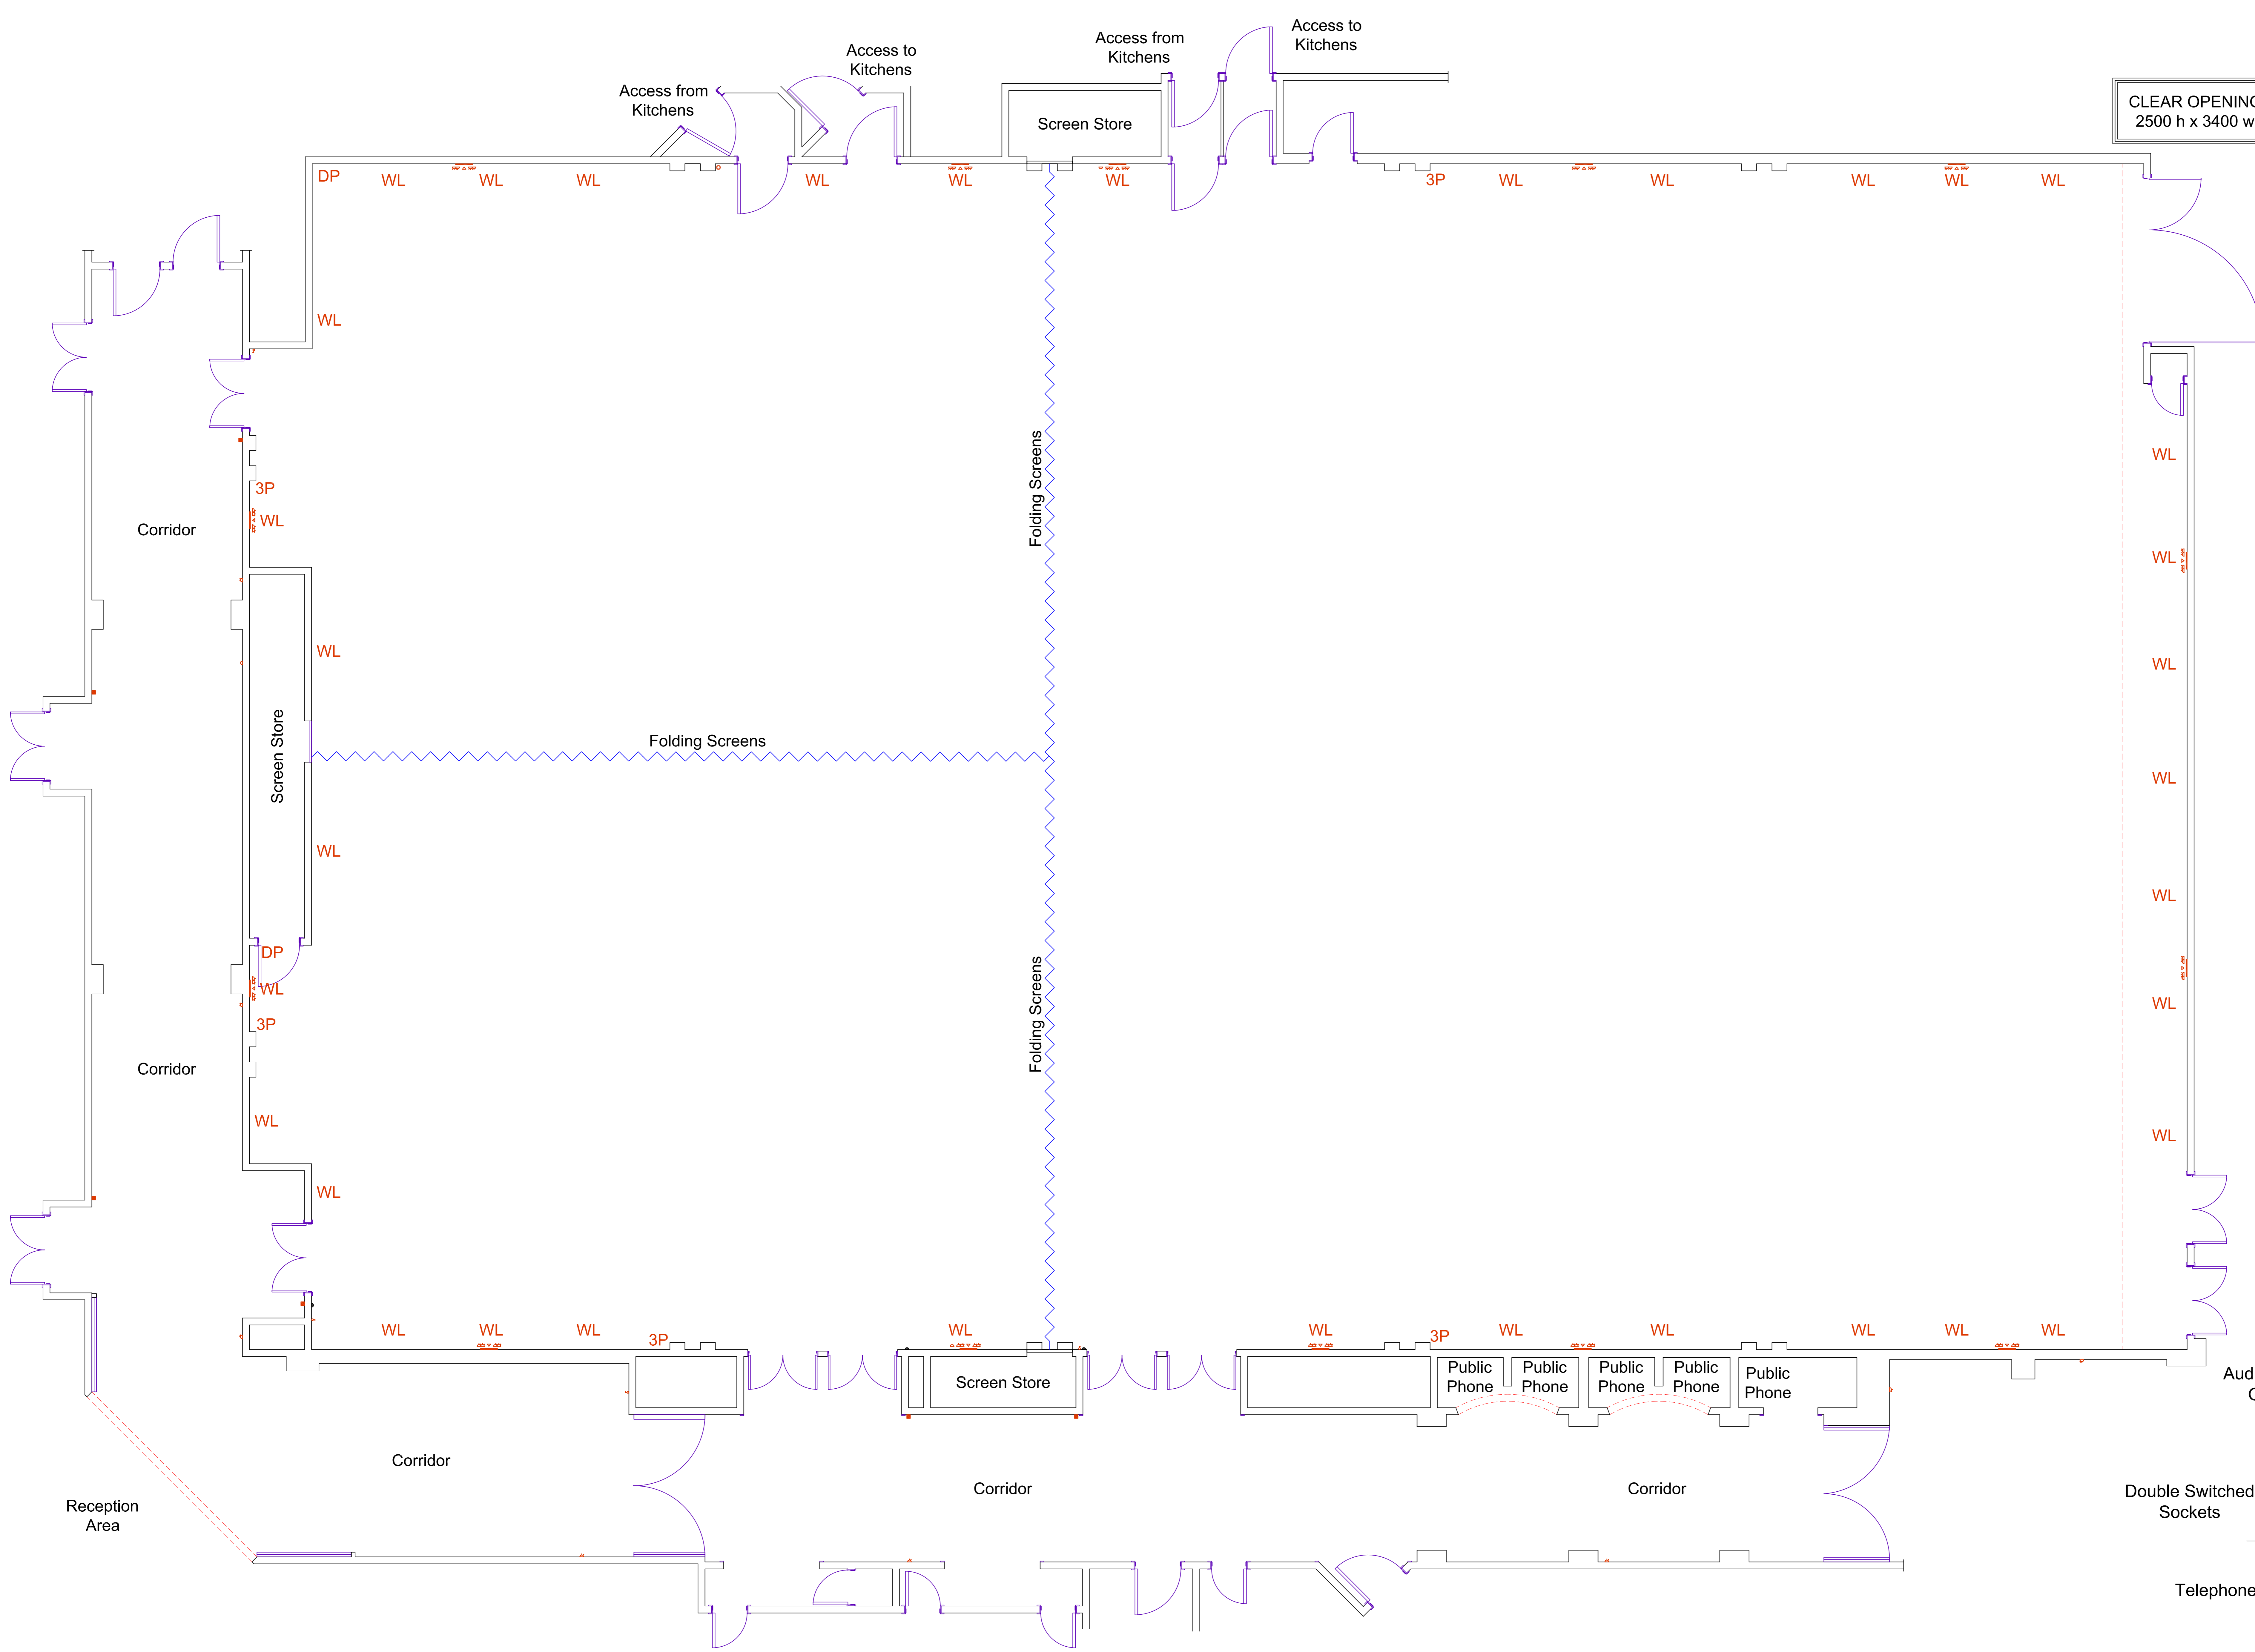 Access to
Kitchens
Access from
Kitchens
Access to
Kitchens
Access from
Kitchens
CLEAR OPENING
2500 h x 3400 w
Screen Store
DP
WL
WL
WL
WL
WL
WL
3P
WL
WL
WL
WL
WL
WL
WL
Folding Screens
3P
WL
Corridor
WL
WL
WL
Folding Screens
Screen Store
WL
WL
WL
DP
WL
3P
Folding Screens
WL
Corridor
WL
WL
WL
WL
WL
WL
3P
WL
WL
3P
WL
WL
WL
WL
WL
Public
Phone
Public
Phone
Public
Phone
Public
Phone
Public
Phone
Screen Store
Aud
Corridor
Corridor
Corridor
Reception
Area
Double Switched
Sockets
Telephone